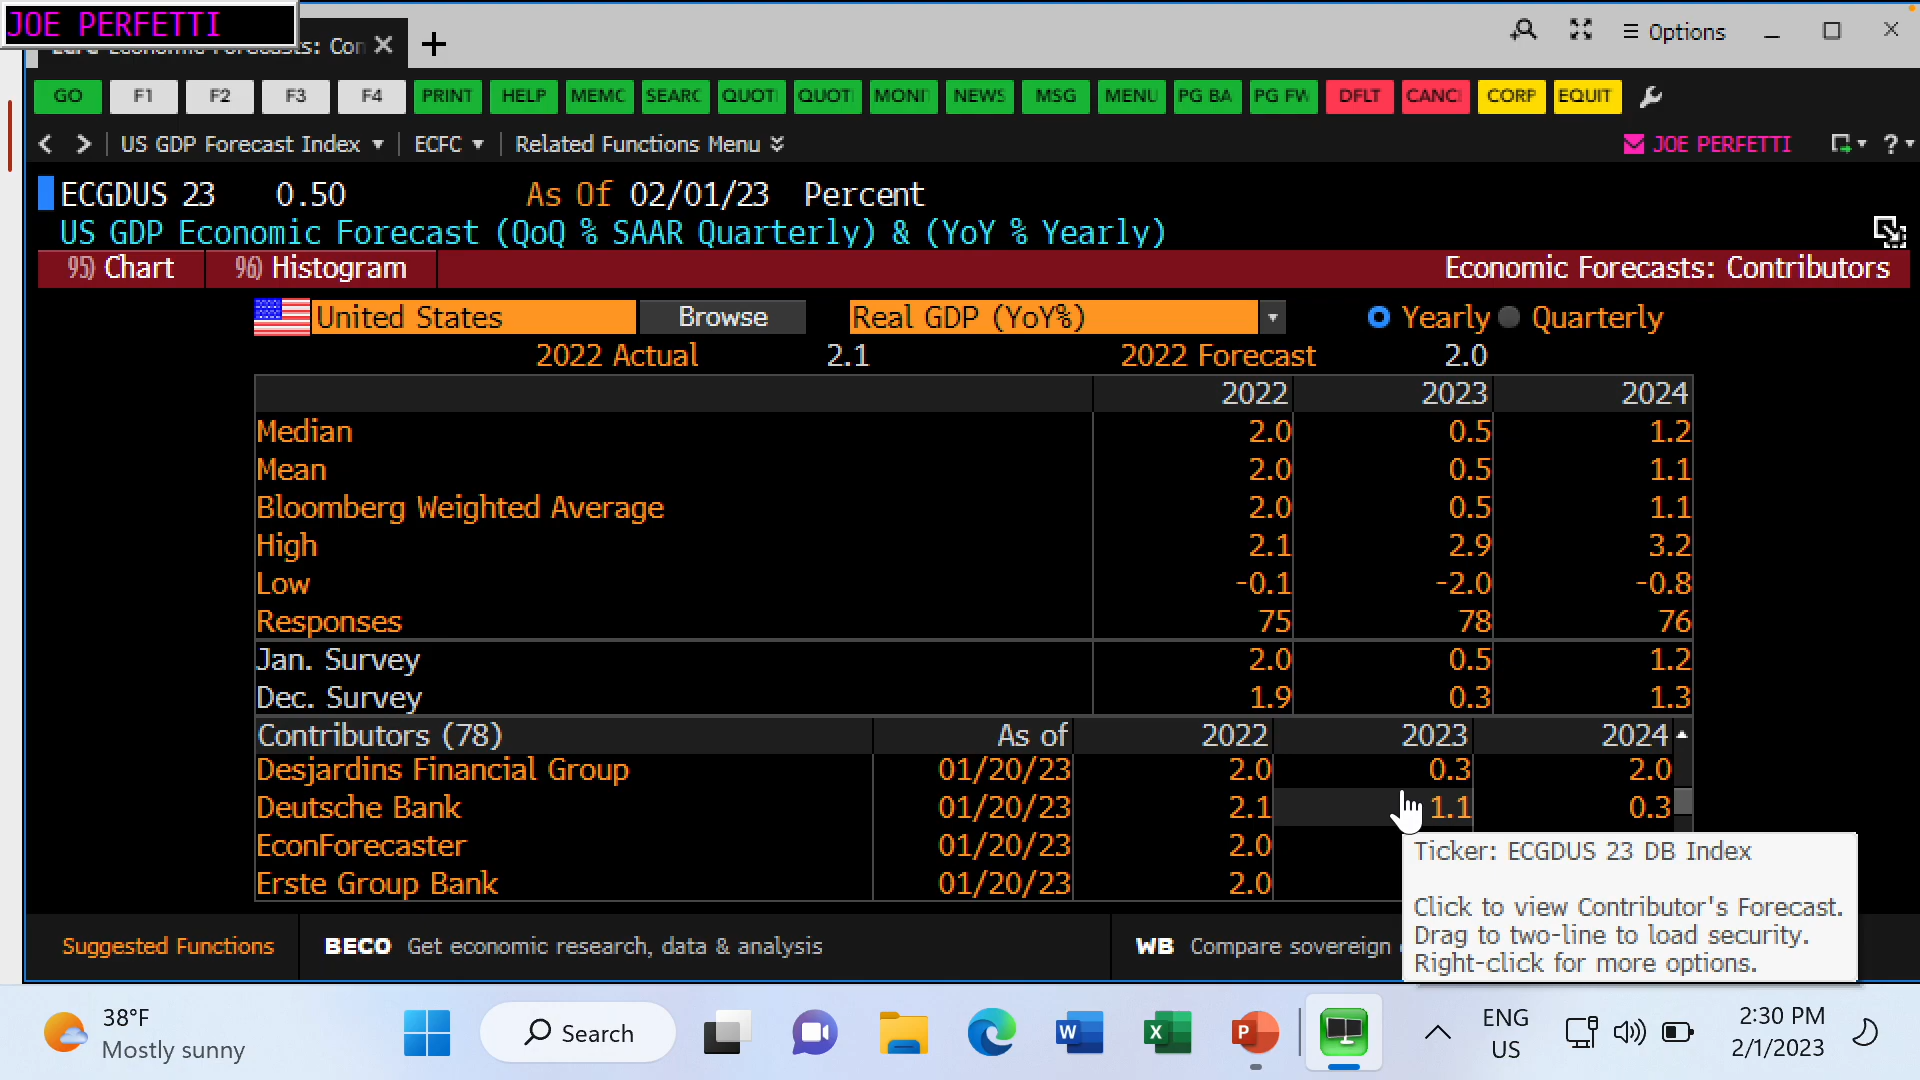 JOE PERFETTI
Economic Forecasts: Con
Options
GO F1 F2 F3 F4 PRINT HELP MEMC SEARC QUOT QUOT MONI NEWS MSG MENU PG BA PG FW DFLT CANC CORP EQUIT
US GDP Forecast Index ECFC Related Functions Menu JOE PERFETTI ?
ECGDUS 23 0.50 As Of 02/01/23 Percent
US GDP Economic Forecast (QoQ % SAAR Quarterly) & (YoY % Yearly)
95) Chart 96) Histogram Economic Forecasts: Contributors
United States Browse Real GDP (YoY%) Yearly Quarterly
2022 Actual 2.1 2022 Forecast 2.0
2022 2023 2024
Median 2.0 0.5 1.2
Mean 2.0 0.5 1.1
Bloomberg Weighted Average 2.0 0.5 1.1
High 2.1 2.9 3.2
Low -0.1 -2.0 -0.8
Responses 75 78 76
Jan. Survey 2.0 0.5 1.2
Dec. Survey 1.9 0.3 1.3
Contributors (78) As of 2022 2023 2024
Desjardins Financial Group 01/20/23 2.0 0.3 2.0
Deutsche Bank 01/20/23 2.1 1.1 0.3
EconForecaster 01/20/23 2.0
Erste Group Bank 01/20/23 2.0
Ticker: ECGDUS 23 DB Index
Click to view Contributor's Forecast.
Drag to two-line to load security.
Right-click for more options.
Suggested Functions BECO Get economic research, data & analysis WB Compare sovereign
38°F
Mostly sunny
Search
W X P
ENG
US
2:30 PM
2/1/2023